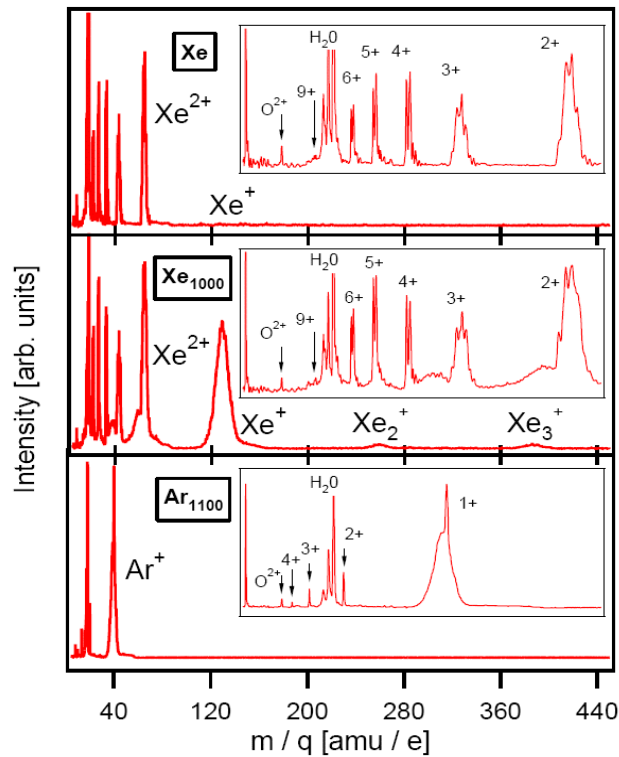 Xe
Xe²⁺
Xe⁺
O²⁺
9+
H₂0
6+
5+
4+
3+
2+
Xe₁₀₀₀
Xe²⁺
Xe⁺
Xe₂⁺
Xe₃⁺
O²⁺
9+
H₂0
6+
5+
4+
3+
2+
Ar₁₁₀₀
Ar⁺
O²⁺
4+
3+
H₂0
2+
1+
Intensity [arb. units]
40 120 200 280 360 440
m / q [amu / e]